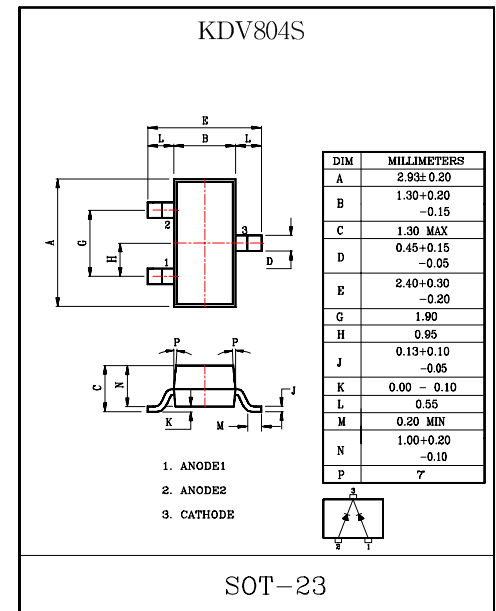 KDV804S
E
L B L
A
G
H
2
1
3
D
P P
C
N
J
K
M
1. ANODE1
2. ANODE2
3. CATHODE
DIM MILLIMETERS
A 2.93± 0.20
B 1.30+0.20
−0.15
C 1.30 MAX
D 0.45+0.15
−0.05
E 2.40+0.30
−0.20
G 1.90
H 0.95
J 0.13+0.10
−0.05
K 0.00 − 0.10
L 0.55
M 0.20 MIN
N 1.00+0.20
−0.10
P 7°
3
2 1
SOT−23